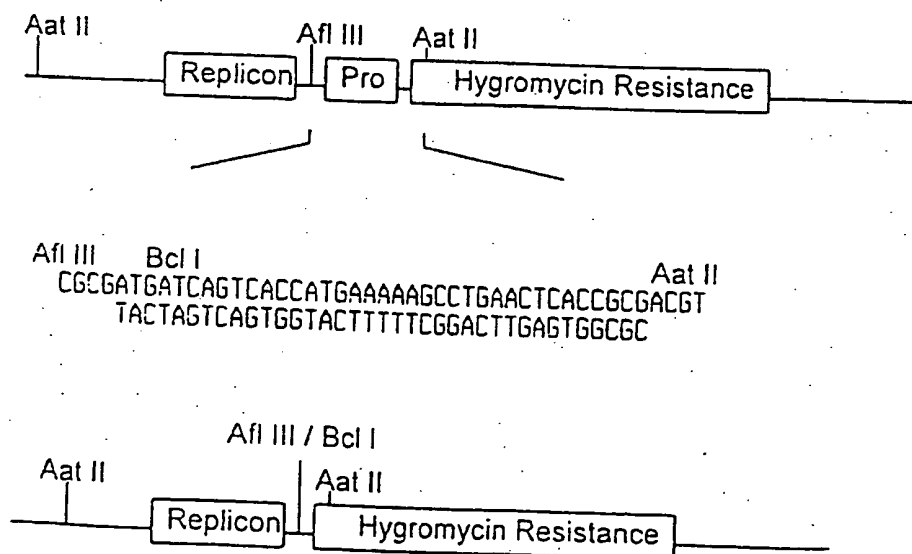 Aat II
Afl III
Aat II
Replicon
Pro
Hygromycin Resistance
Afl III
Bcl I
Aat II
CGCGATGATCAGTCACCATGAAAAAGCCTGAACTCACCGCGACGT
TACTAGTCAGTGGTACTTTTTCGGACTTGAGTGGCGC
Afl III / Bcl I
Aat II
Aat II
Replicon
Hygromycin Resistance